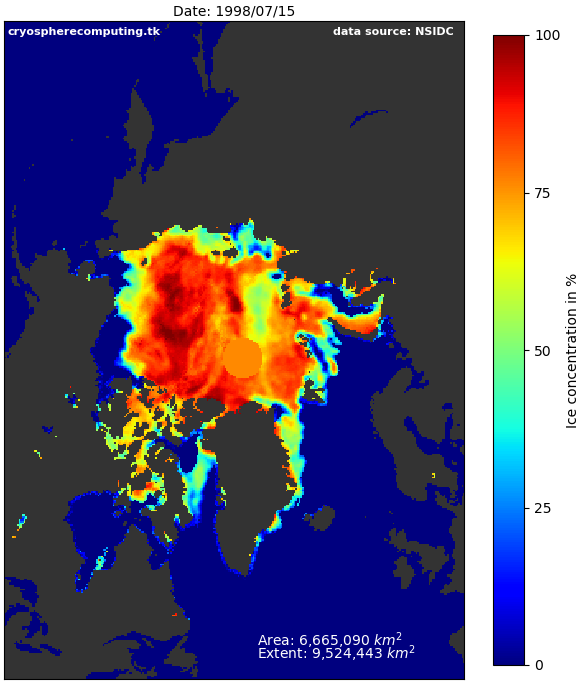 Date: 1998/07/15
cryospherecomputing.tk
data source: NSIDC
100
75
50
25
0
Ice concentration in %
Area: 6,665,090 km²
Extent: 9,524,443 km²